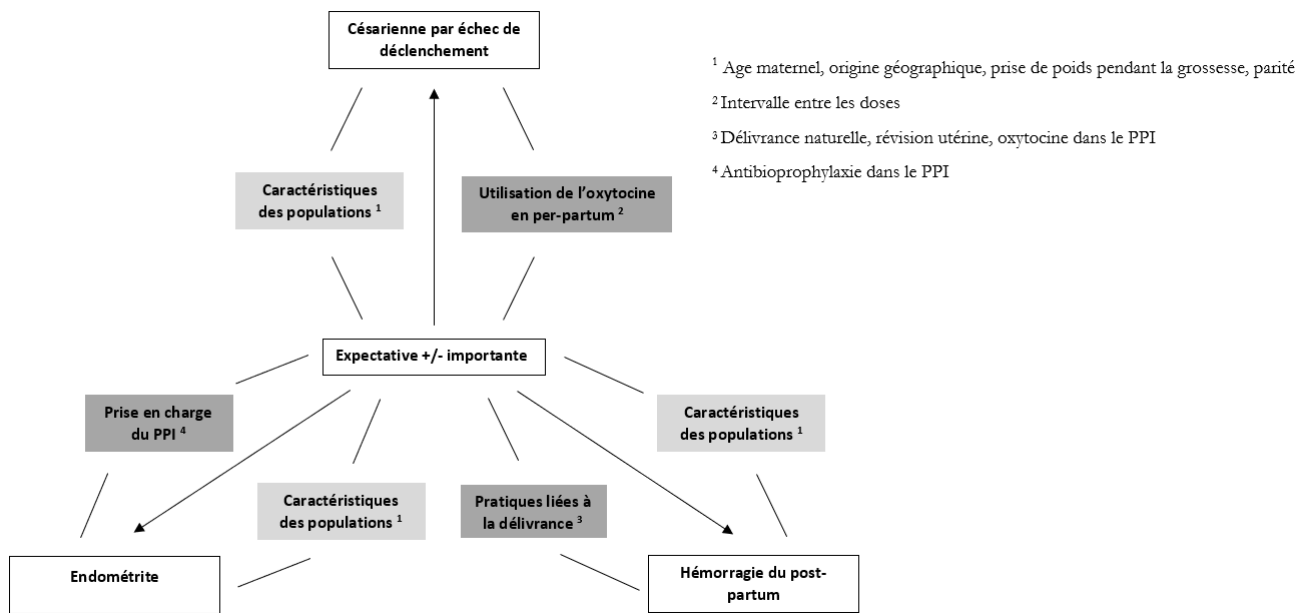 Césarienne par échec de
déclenchement
¹ Age maternel, origine géographique, prise de poids pendant la grossesse, parité
² Intervalle entre les doses
³ Délivrance naturelle, révision utérine, oxytocine dans le PPI
⁴ Antibioprophylaxie dans le PPI
Caractéristiques
des populations ¹
Utilisation de l’oxytocine
en per-partum ²
Expectative +/- importante
Prise en charge
du PPI ⁴
Caractéristiques
des populations ¹
Caractéristiques
des populations ¹
Pratiques liées à
la délivrance ³
Endométrite
Hémorragie du post-
partum